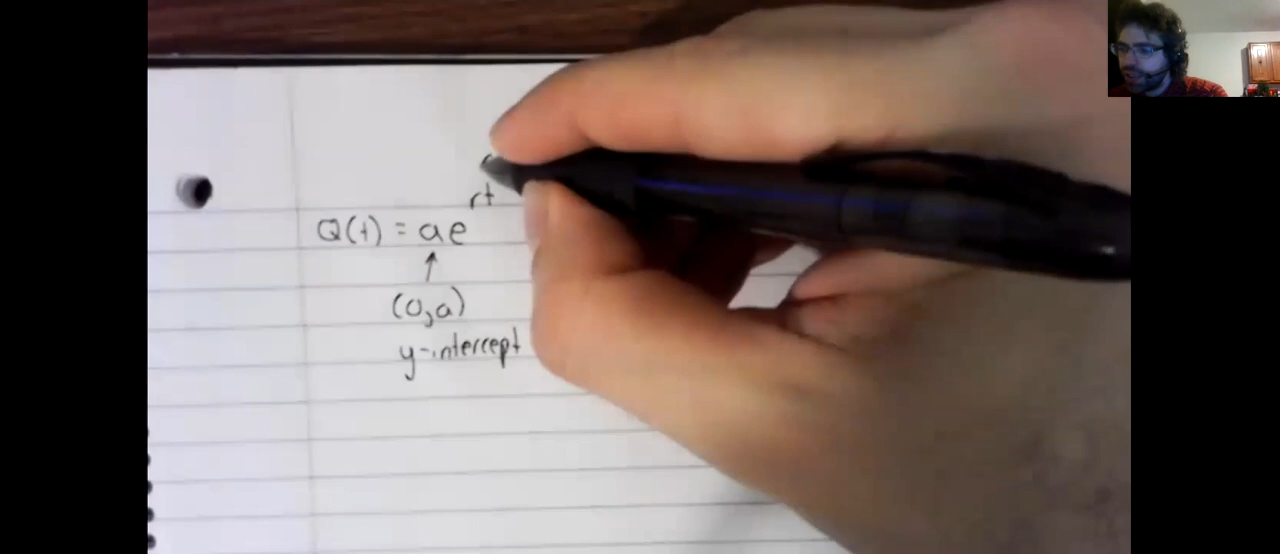 Q(t) = ae^rt
↑
(0,a)
y-intercept